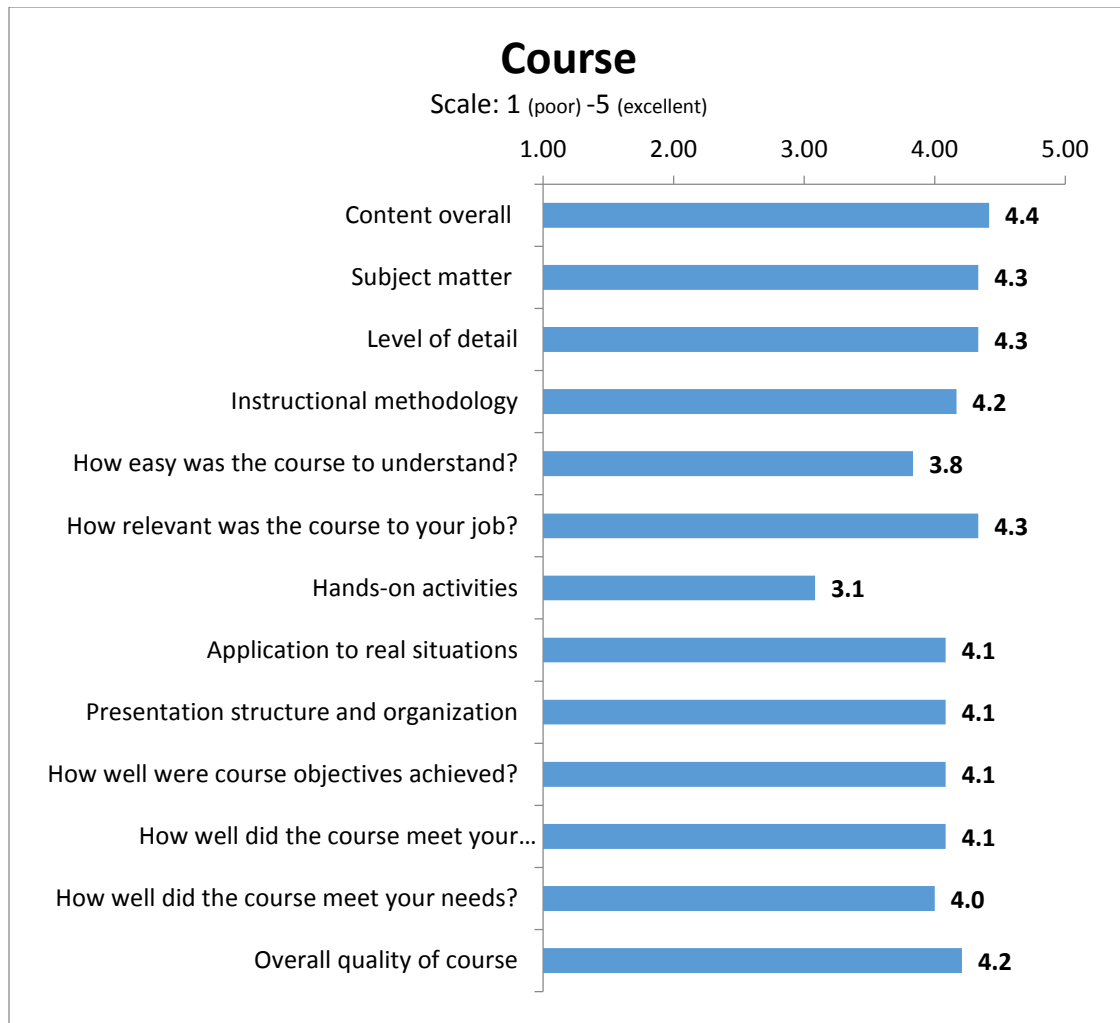 Course
Scale: 1 (poor) -5 (excellent)
1.00 2.00 3.00 4.00 5.00
Content overall 4.4
Subject matter 4.3
Level of detail 4.3
Instructional methodology 4.2
How easy was the course to understand? 3.8
How relevant was the course to your job? 4.3
Hands-on activities 3.1
Application to real situations 4.1
Presentation structure and organization 4.1
How well were course objectives achieved? 4.1
How well did the course meet your... 4.1
How well did the course meet your needs? 4.0
Overall quality of course 4.2